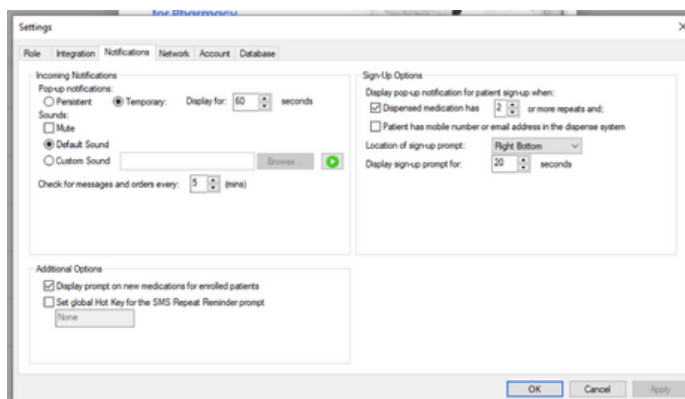 for Pharmacy
Settings
Role Integration Notifications Network Account Database
Incoming Notifications
Pop-up notifications:
Persistent Temporary: Display for: 60 seconds
Sounds:
Mute
Default Sound
Custom Sound Browse...
Check for messages and orders every: 5 (mins)
Sign-Up Options
Display pop-up notification for patient sign-up when:
Dispensed medication has 2 or more repeats and:
Patient has mobile number or email address in the dispense system
Location of sign-up prompt: Right Bottom
Display sign-up prompt for: 20 seconds
Additional Options
Display prompt on new medications for enrolled patients
Set global Hot Key for the SMS Repeat Reminder prompt
None
OK Cancel Apply